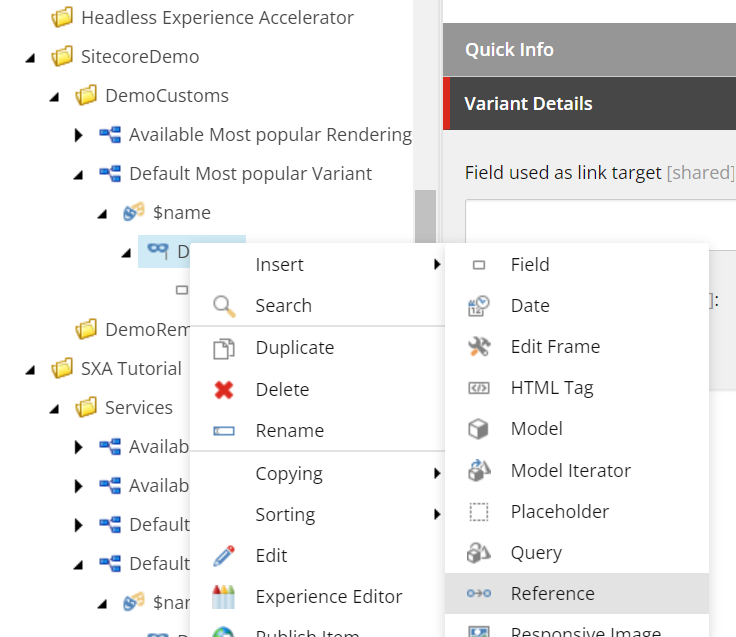 Headless Experience Accelerator
SitecoreDemo
DemoCustoms
Available Most popular Rendering
Default Most popular Variant
$name
D
DemoRem
SXA Tutorial
Services
Availab
Availab
Default
Default
$nar
Insert
Search
Duplicate
Delete
Rename
Copying
Sorting
Edit
Experience Editor
Publish Item
Quick Info
Variant Details
Field used as link target [shared]
]:
Field
Date
Edit Frame
HTML Tag
Model
Model Iterator
Placeholder
Query
Reference
Responsive Image